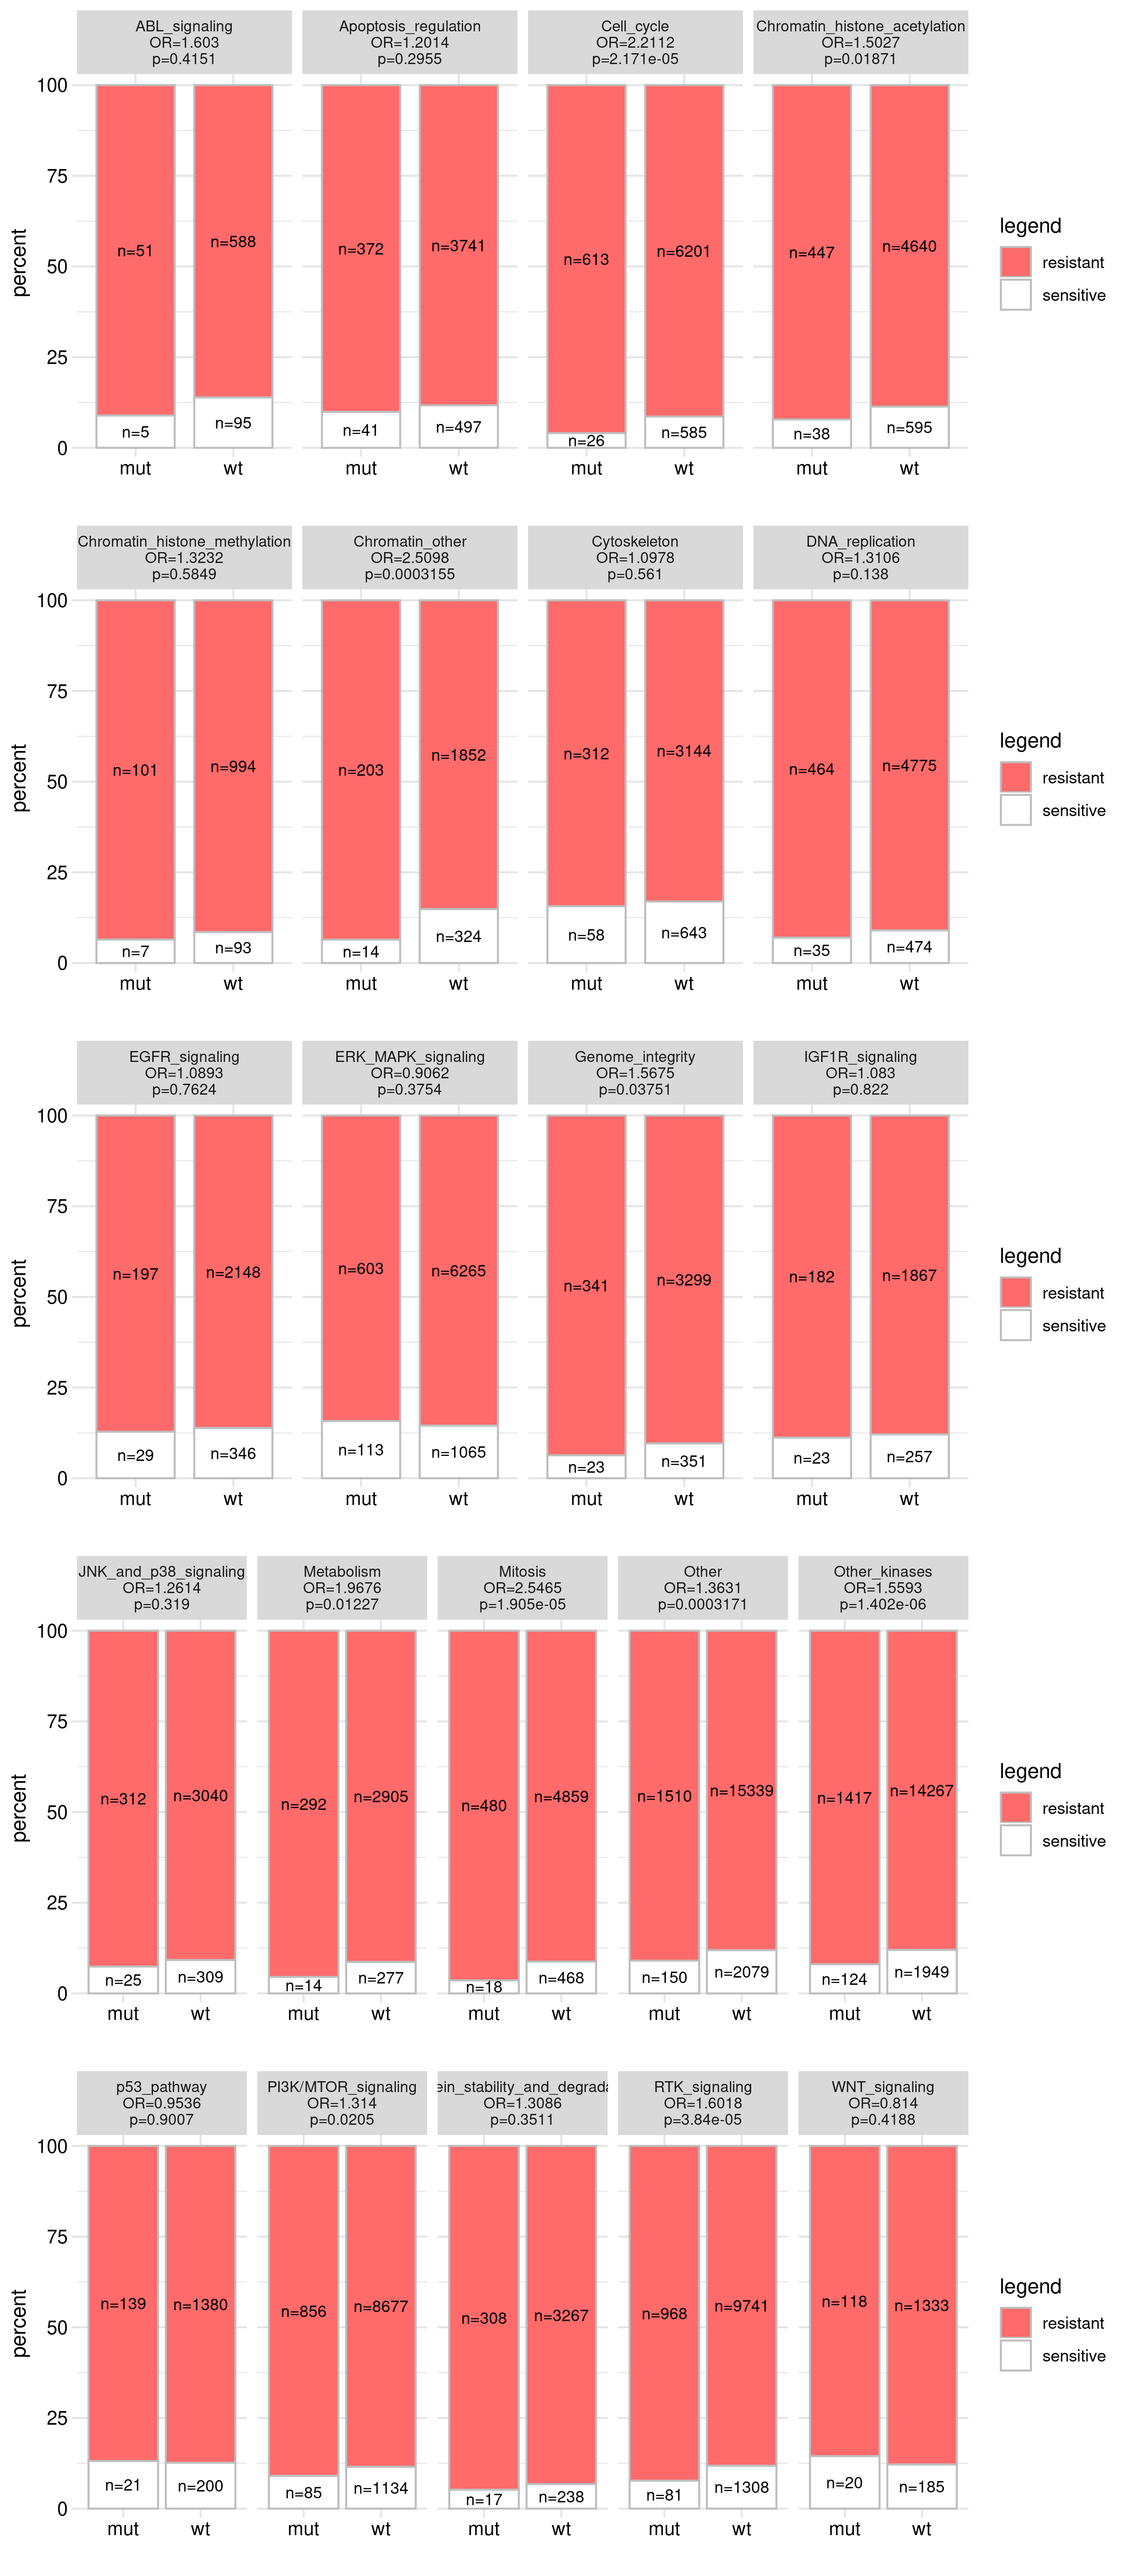 ABL_signaling
OR=1.603
p=0.4151
Apoptosis_regulation
OR=1.2014
p=0.2955
Cell_cycle
OR=2.2112
p=2.171e-05
Chromatin_histone_acetylation
OR=1.5027
p=0.01871
percent
100
75
50
25
0
n=51
n=588
n=372
n=3741
n=613
n=6201
n=447
n=4640
n=5
n=95
n=41
n=497
n=26
n=585
n=38
n=595
mut
wt
mut
wt
mut
wt
mut
wt
legend
resistant
sensitive
Chromatin_histone_methylation
OR=1.3232
p=0.5849
Chromatin_other
OR=2.5098
p=0.0003155
Cytoskeleton
OR=1.0978
p=0.561
DNA_replication
OR=1.3106
p=0.138
percent
100
75
50
25
0
n=101
n=994
n=203
n=1852
n=312
n=3144
n=464
n=4775
n=7
n=93
n=14
n=324
n=58
n=643
n=35
n=474
mut
wt
mut
wt
mut
wt
mut
wt
legend
resistant
sensitive
EGFR_signaling
OR=1.0893
p=0.7624
ERK_MAPK_signaling
OR=0.9062
p=0.3754
Genome_integrity
OR=1.5675
p=0.03751
IGF1R_signaling
OR=1.083
p=0.822
percent
100
75
50
25
0
n=197
n=2148
n=603
n=6265
n=341
n=3299
n=182
n=1867
n=29
n=346
n=113
n=1065
n=23
n=351
n=23
n=257
mut
wt
mut
wt
mut
wt
mut
wt
legend
resistant
sensitive
JNK_and_p38_signaling
OR=1.2614
p=0.319
Metabolism
OR=1.9676
p=0.01227
Mitosis
OR=2.5465
p=1.905e-05
Other
OR=1.3631
p=0.0003171
Other_kinases
OR=1.5593
p=1.402e-06
percent
100
75
50
25
0
n=312
n=3040
n=292
n=2905
n=480
n=4859
n=1510
n=15339
n=1417
n=14267
n=25
n=309
n=14
n=277
n=18
n=468
n=150
n=2079
n=124
n=1949
mut
wt
mut
wt
mut
wt
mut
wt
mut
wt
legend
resistant
sensitive
p53_pathway
OR=0.9536
p=0.9007
PI3K/MTOR_signaling
OR=1.314
p=0.0205
ein_stability_and_degrada
OR=1.3086
p=0.3511
RTK_signaling
OR=1.6018
p=3.84e-05
WNT_signaling
OR=0.814
p=0.4188
percent
100
75
50
25
0
n=139
n=1380
n=856
n=8677
n=308
n=3267
n=968
n=9741
n=118
n=1333
n=21
n=200
n=85
n=1134
n=17
n=238
n=81
n=1308
n=20
n=185
mut
wt
mut
wt
mut
wt
mut
wt
mut
wt
legend
resistant
sensitive